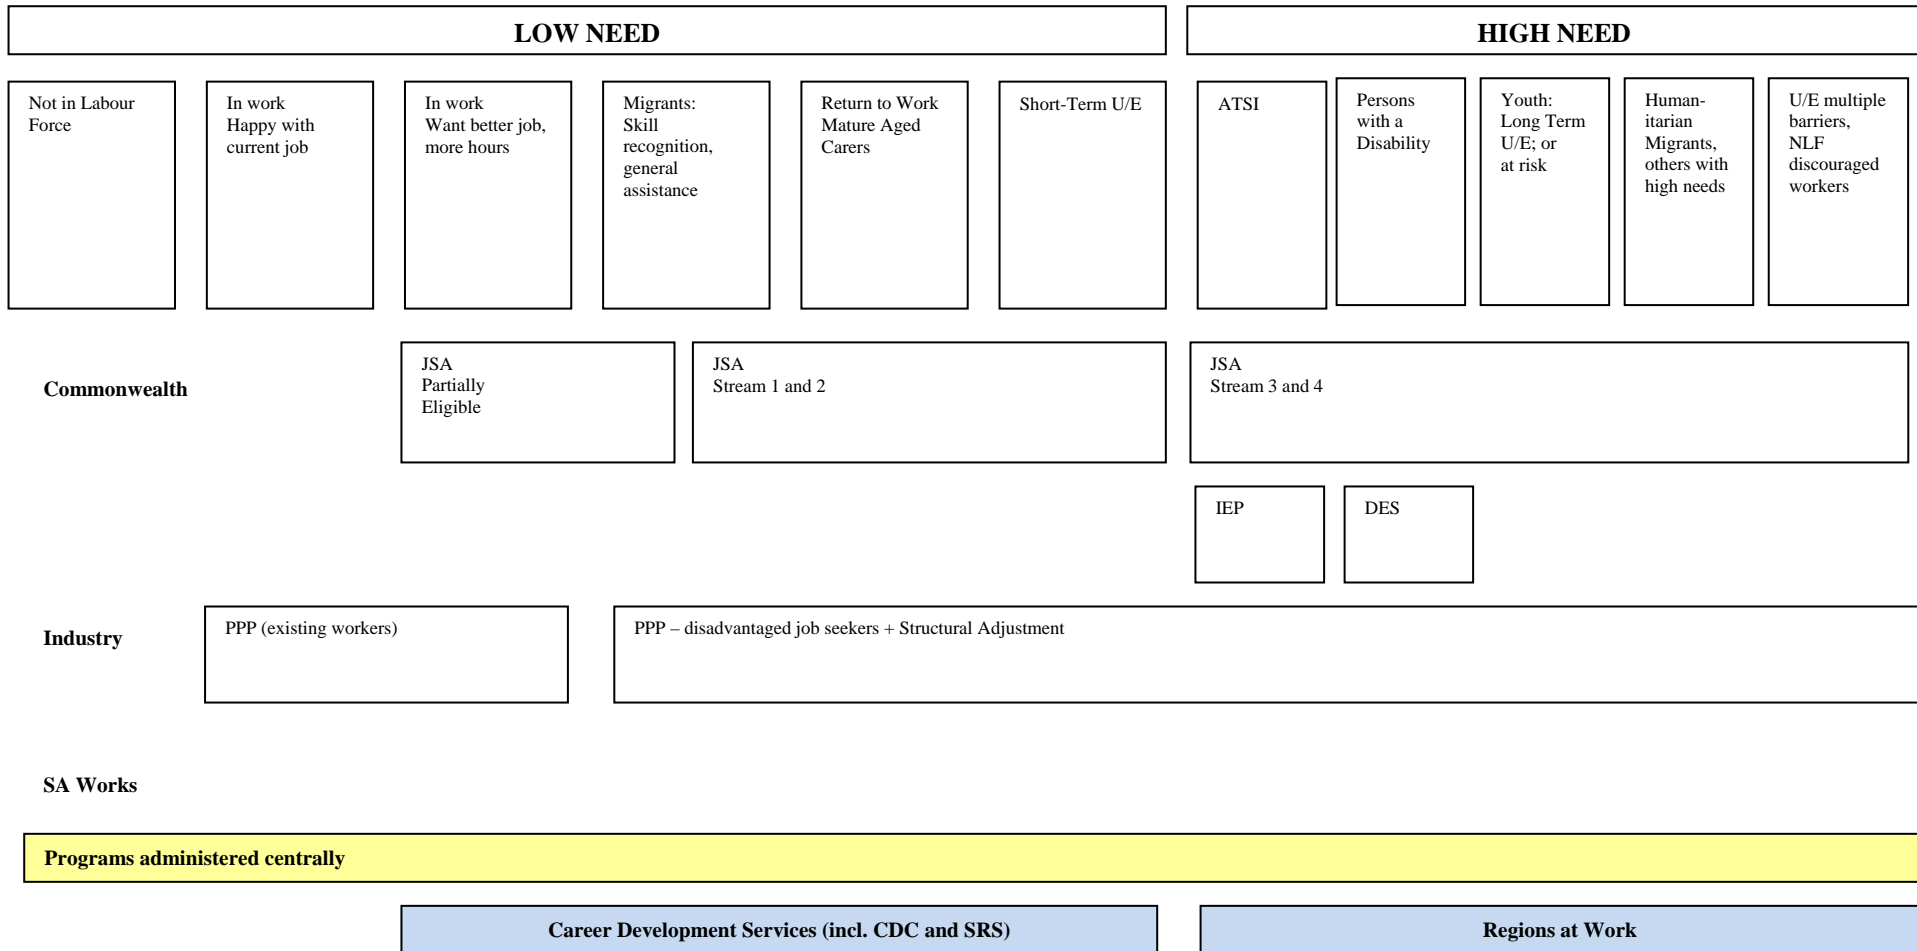 LOW NEED
HIGH NEED
Not in Labour
Force
In work
Happy with
current job
In work
Want better job,
more hours
Migrants:
Skill
recognition,
general
assistance
Return to Work
Mature Aged
Carers
Short-Term U/E
ATSI
Persons
with a
Disability
Youth:
Long Term
U/E; or
at risk
Human-
itarian
Migrants,
others with
high needs
U/E multiple
barriers,
NLF
discouraged
workers
Commonwealth
JSA
Partially
Eligible
JSA
Stream 1 and 2
JSA
Stream 3 and 4
IEP
DES
Industry
PPP (existing workers)
PPP – disadvantaged job seekers + Structural Adjustment
SA Works
Programs administered centrally
Career Development Services (incl. CDC and SRS)
Regions at Work